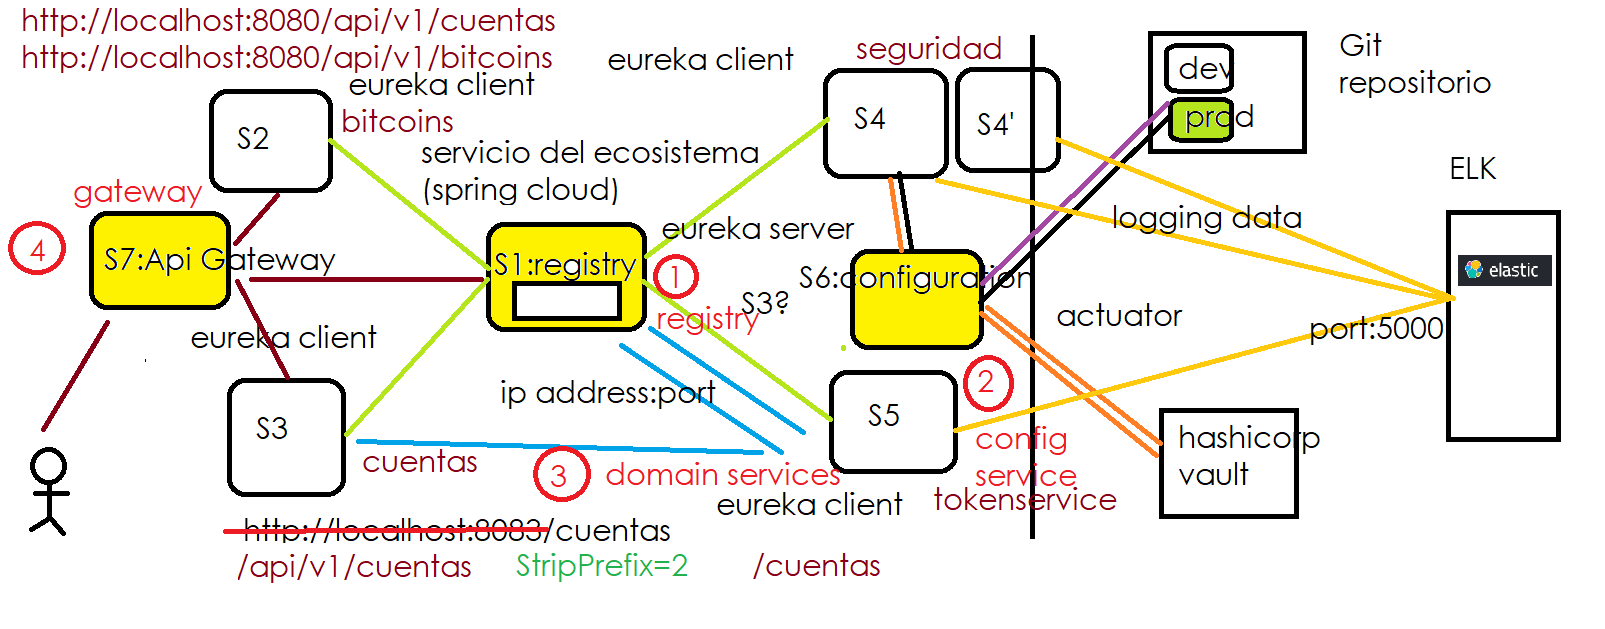 http://localhost:8080/api/v1/cuentas
http://localhost:8080/api/v1/bitcoins
eureka client
S2
bitcoins
gateway
4
S7:Api Gateway
servicio del ecosistema
(spring cloud)
eureka client
seguridad
S4
S4'
dev
prod
Git
repositorio
ELK
elastic
logging data
eureka server
S1:registry
1
registry
S3?
S6:configuration
actuator
port:5000
eureka client
ip address:port
S3
cuentas
3
domain services
S5
2
config
service
eureka client
tokenservice
hashicorp
vault
http://localhost:8083/cuentas
/api/v1/cuentas
StripPrefix=2
/cuentas